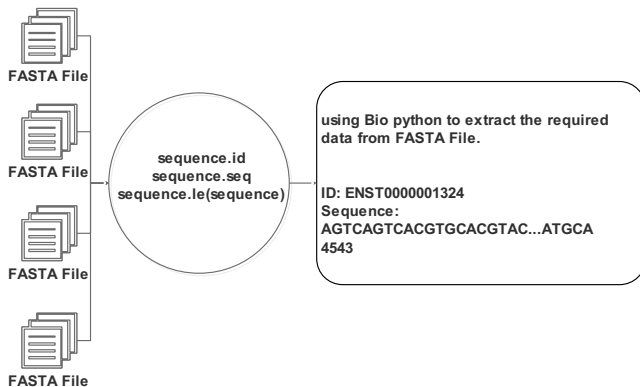 FASTA File
FASTA File
FASTA File
FASTA File
sequence.id
sequence.seq
sequence.le(sequence)
using Bio python to extract the required
data from FASTA File.
ID: ENST0000001324
Sequence:
AGTCAGTCACGTGCACGTAC...ATGCA
4543